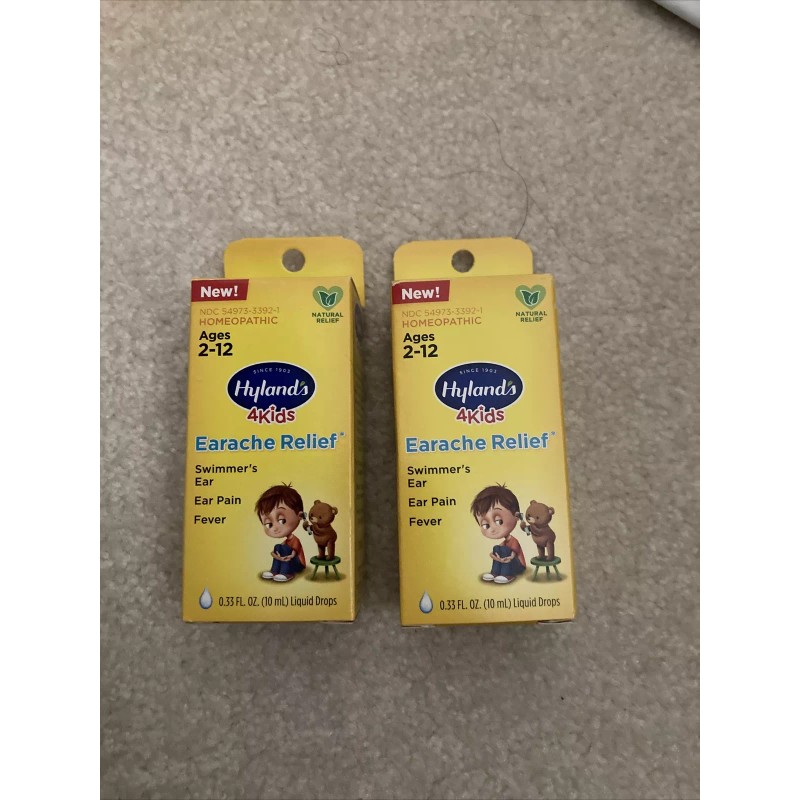 New!
NDC 54973-3392-1
HOMEOPATHIC
NATURAL
RELIEF
Ages
2-12
SINCE 1903
Hyland's
4Kids
Earache Relief*
Swimmer's
Ear
Ear Pain
Fever
0.33 FL. OZ. (10 mL) Liquid Drops
New!
NDC 54973-3392-1
HOMEOPATHIC
NATURAL
RELIEF
Ages
2-12
SINCE 1903
Hyland's
4Kids
Earache Relief*
Swimmer's
Ear
Ear Pain
Fever
0.33 FL. OZ. (10 mL) Liquid Drops